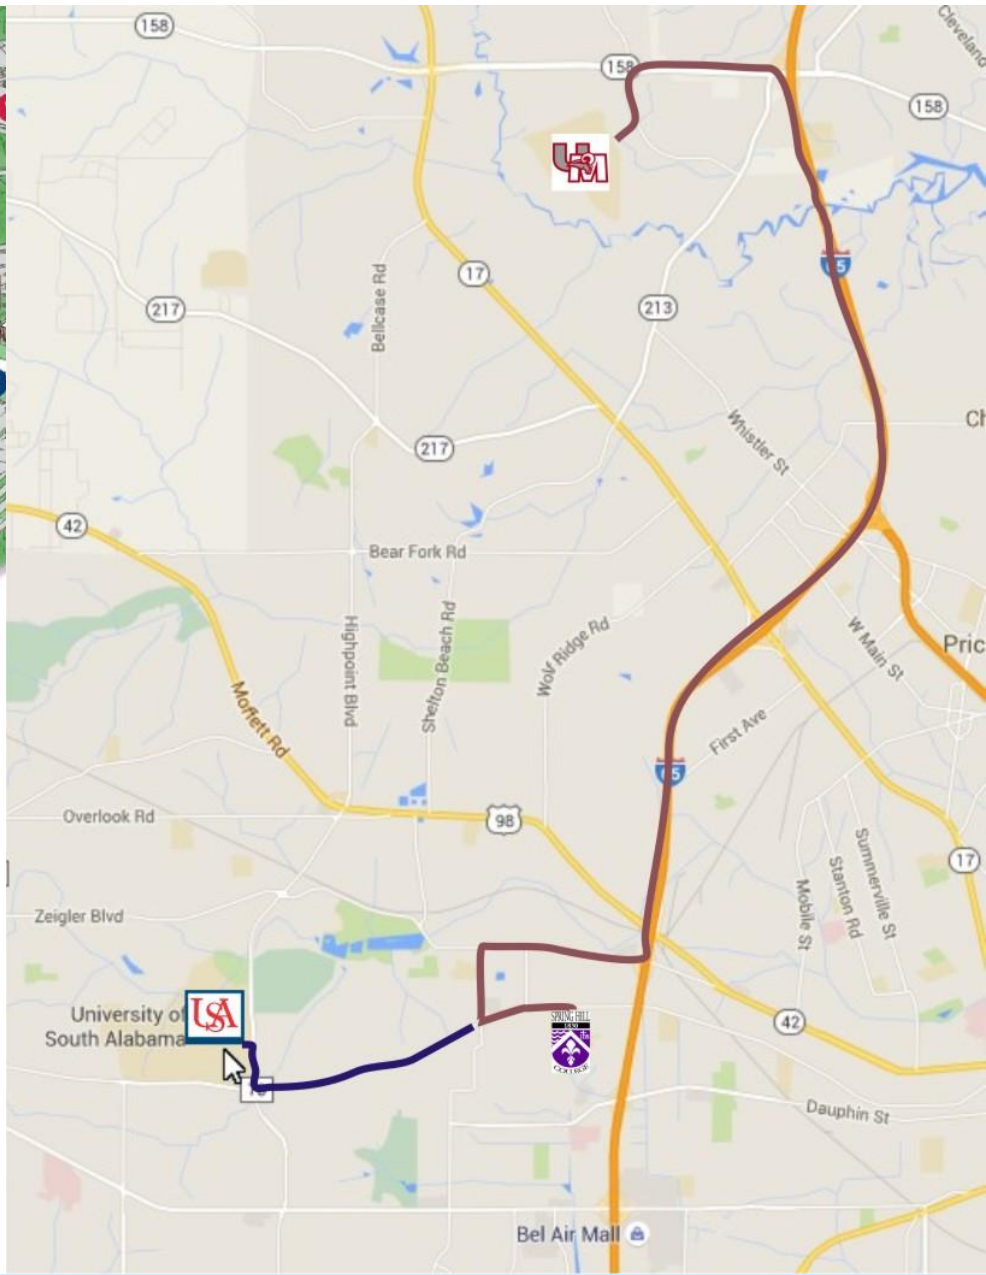 158
Cleveland
158
158
UM
17
65
Bellcase Rd
217
213
Ch
Whistler St
217
42
Bear Fork Rd
W Main St
Highpoint Blvd
Shelton Beach Rd
Wolf Ridge Rd
Pric
Moffett Rd
First Ave
65
Overlook Rd
98
Summerville St
Stanton Rd
Mobile St
17
Zeigler Blvd
University of
South Alabama
USA
SPRING HILL
1830
COLLEGE
42
Dauphin St
Bel Air Mall